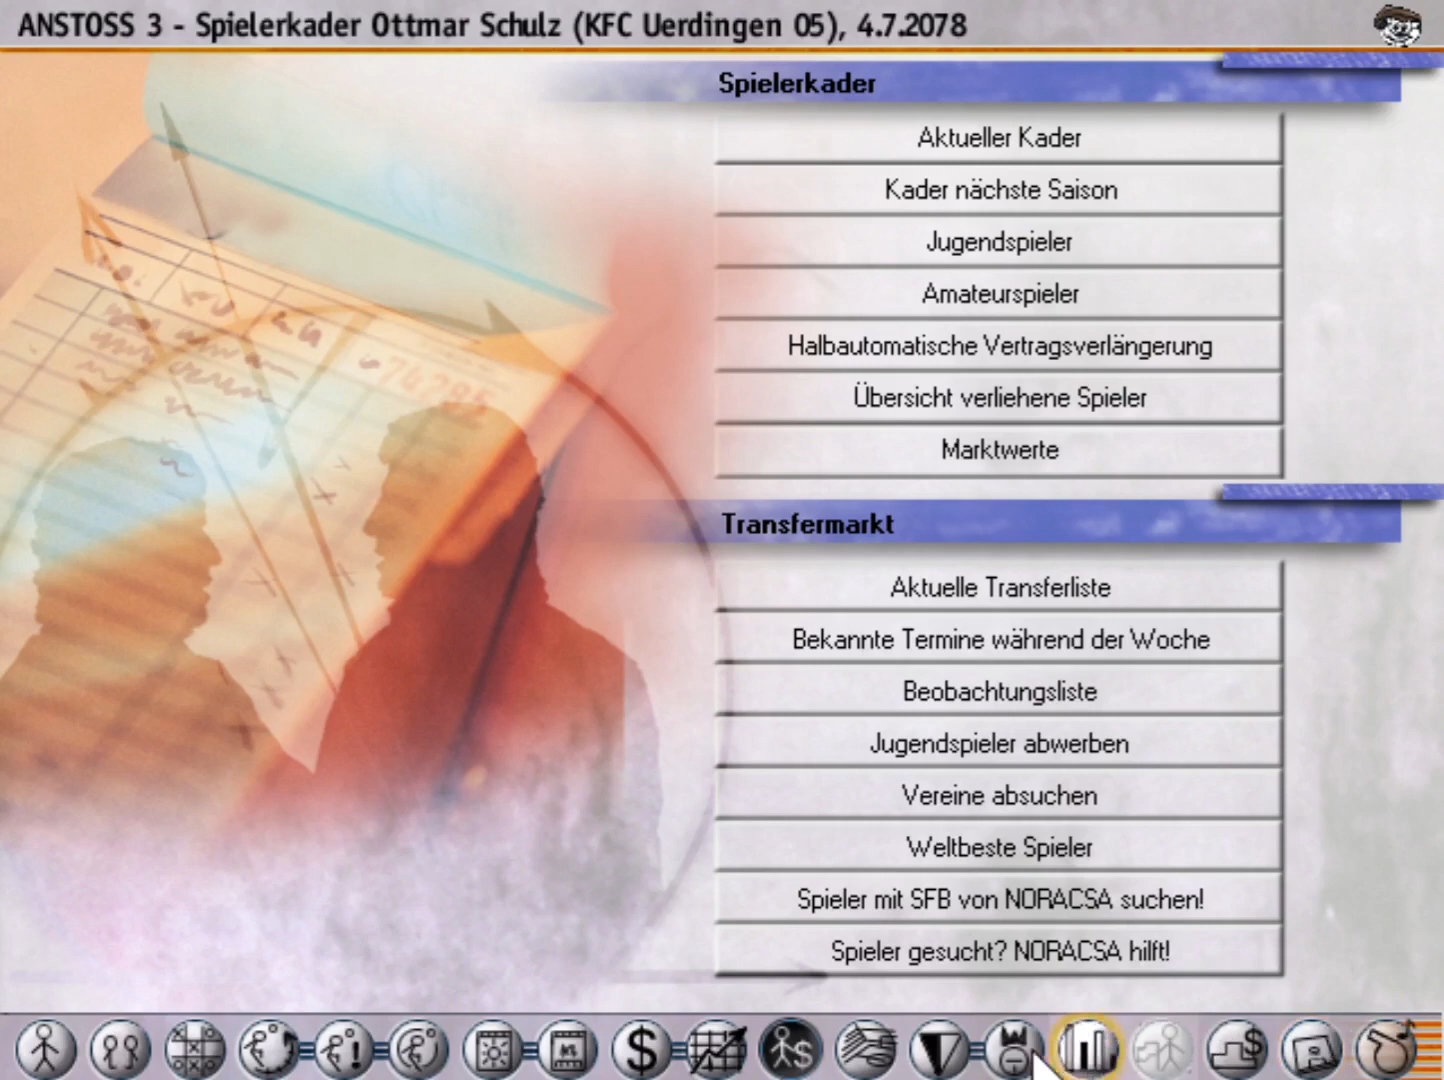 ANSTOSS 3 - Spielerkader Ottmar Schulz (KFC Uerdingen 05), 4.7.2078
Spielerkader
Aktueller Kader
Kader nächste Saison
Jugendspieler
Amateurspieler
Halbautomatische Vertragsverlängerung
Übersicht verliehene Spieler
Marktwerte
Transfermarkt
Aktuelle Transferliste
Bekannte Termine während der Woche
Beobachtungsliste
Jugendspieler abwerben
Vereine absuchen
Weltbeste Spieler
Spieler mit SFB von NORACSA suchen!
Spieler gesucht? NORACSA hilft!